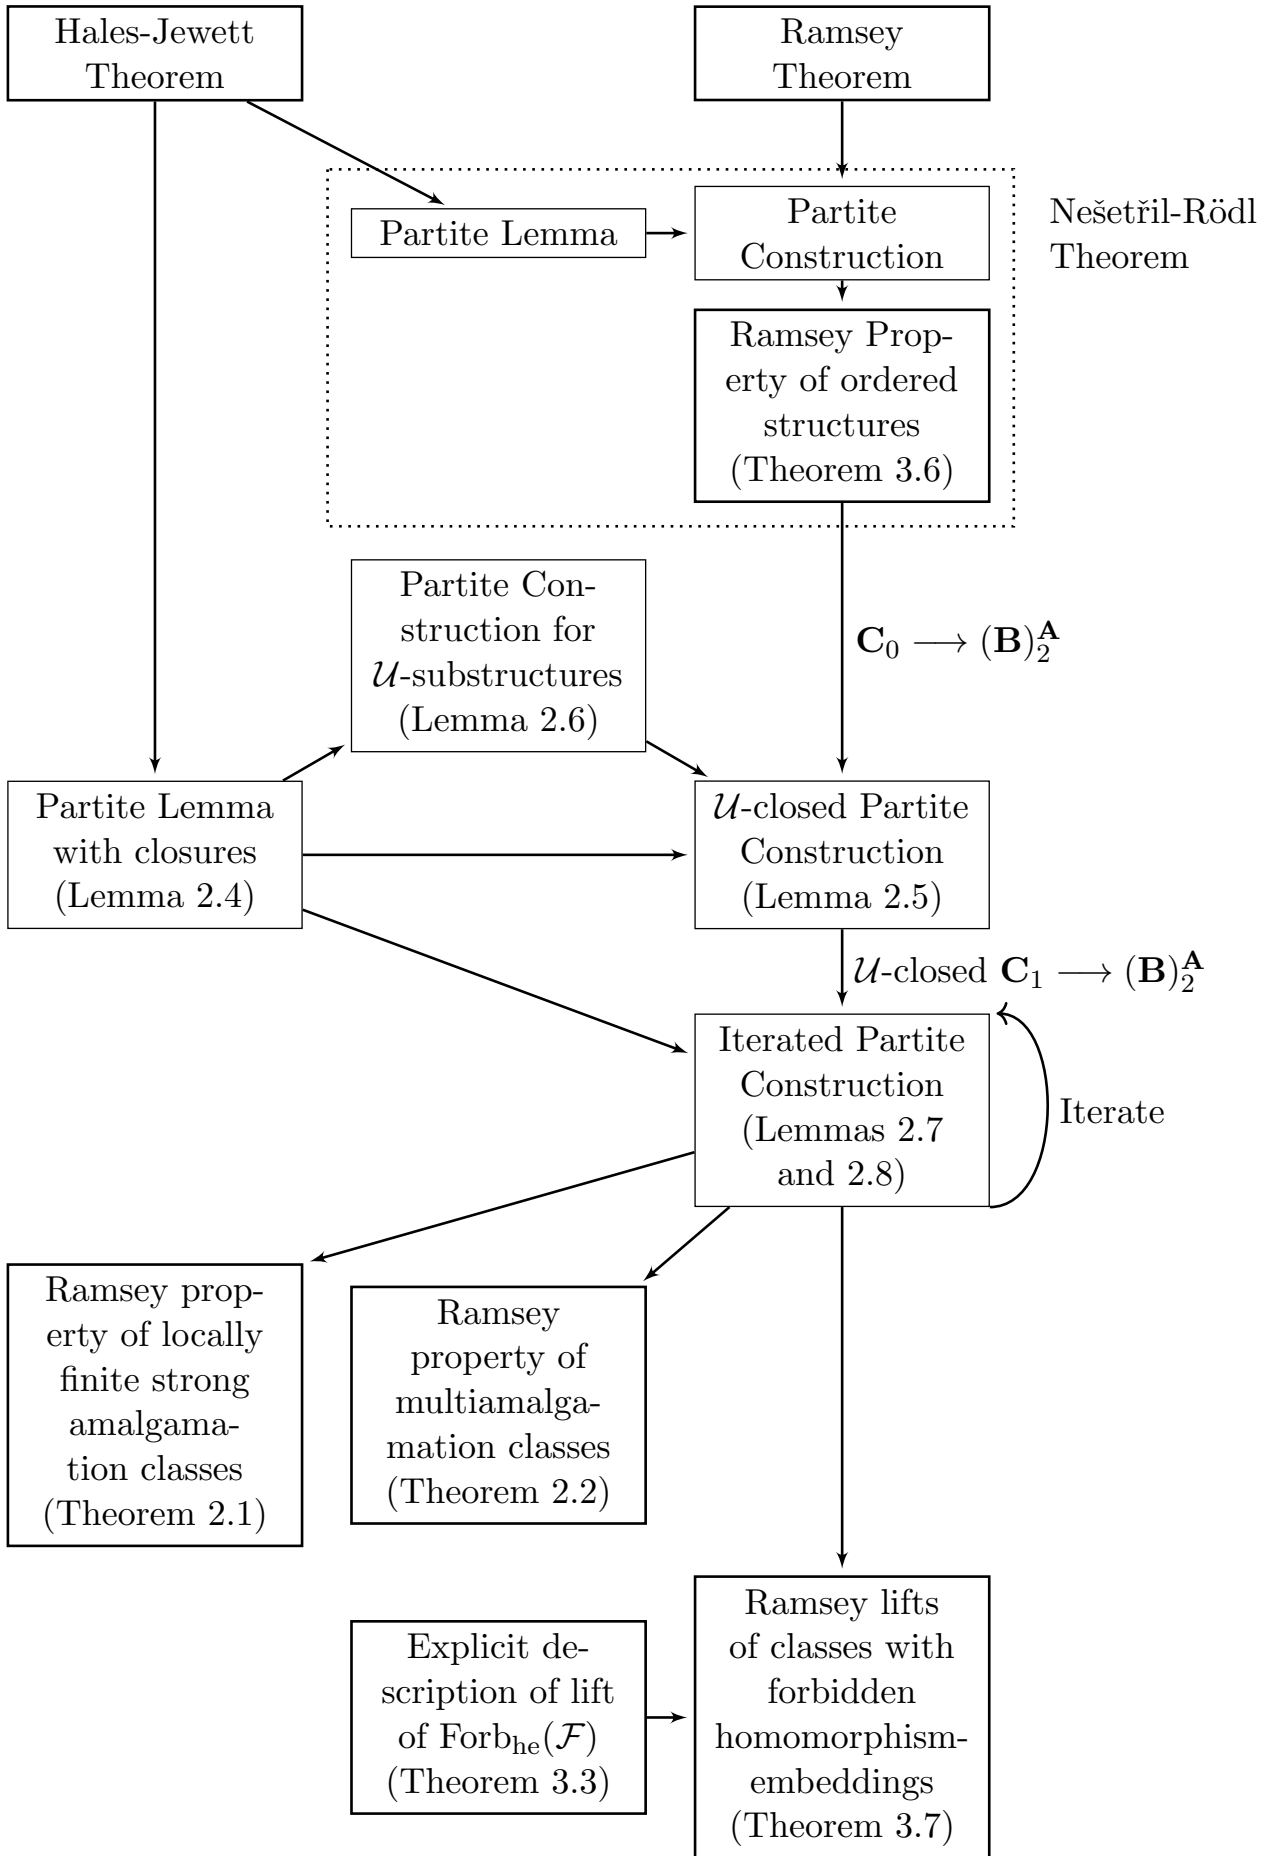 Hales-Jewett
Theorem
Ramsey
Theorem
Partite Lemma
Partite
Construction
Nešetřil-Rödl
Theorem
Ramsey Prop-
erty of ordered
structures
(Theorem 3.6)
Partite Con-
struction for
𝒰-substructures
(Lemma 2.6)
𝐂₀ ⟶ (𝐁)₂^𝐀
Partite Lemma
with closures
(Lemma 2.4)
𝒰-closed Partite
Construction
(Lemma 2.5)
𝒰-closed 𝐂₁ ⟶ (𝐁)₂^𝐀
Iterated Partite
Construction
(Lemmas 2.7
and 2.8)
Iterate
Ramsey prop-
erty of locally
finite strong
amalgama-
tion classes
(Theorem 2.1)
Ramsey
property of
multiamalga-
mation classes
(Theorem 2.2)
Explicit de-
scription of lift
of Forb_he(ℱ)
(Theorem 3.3)
Ramsey lifts
of classes with
forbidden
homomorphism-
embeddings
(Theorem 3.7)